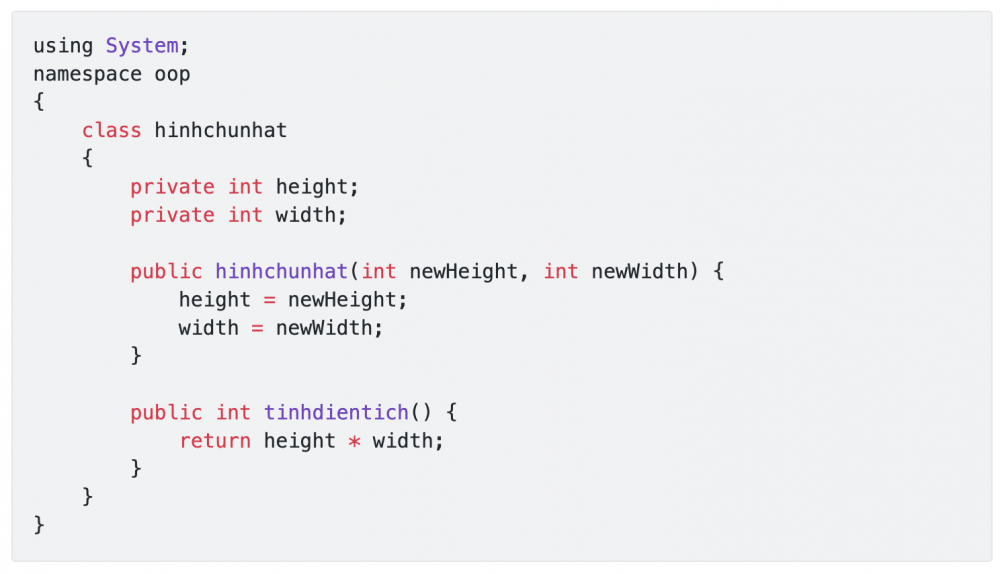 using System;
namespace oop
{
    class hinhchunhat
    {
        private int height;
        private int width;

        public hinhchunhat(int newHeight, int newWidth) {
            height = newHeight;
            width = newWidth;
        }

        public int tinhdientich() {
            return height * width;
        }
    }
}